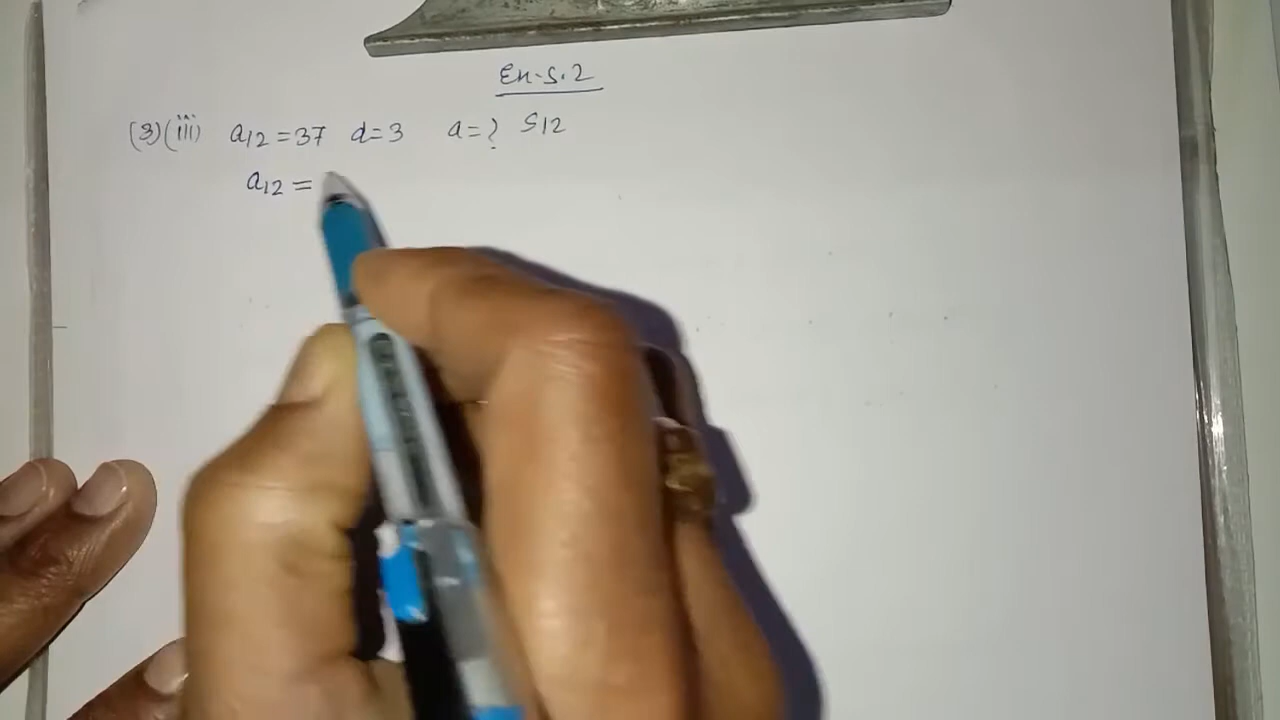 Ex-5.2
(3)(iii) a12 = 37 d=3 a=? S12
a12 =